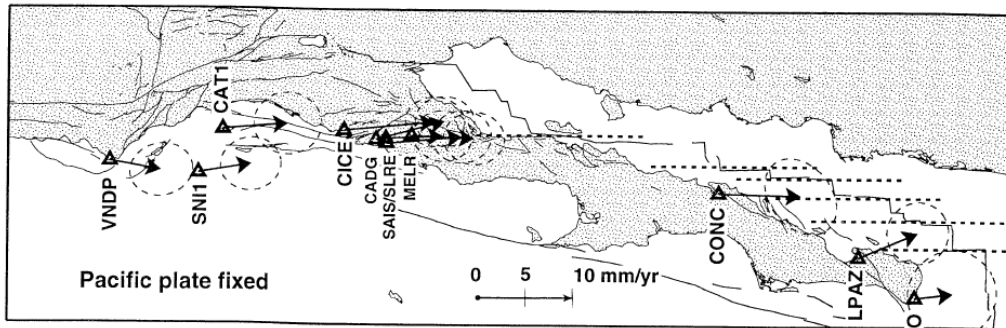 CAT1
VNDP
SNI1
CICE
CADG
SAIS/SLRE
MELR
CONC
LPAZ
O
Pacific plate fixed
0 5 10 mm/yr